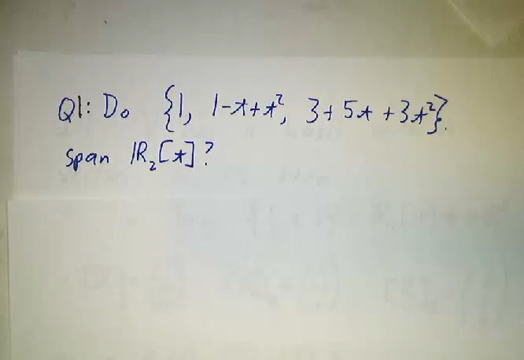 Q1: Do {1, 1-x+x², 3+5x+3x²}
span ℝ₂[x]?